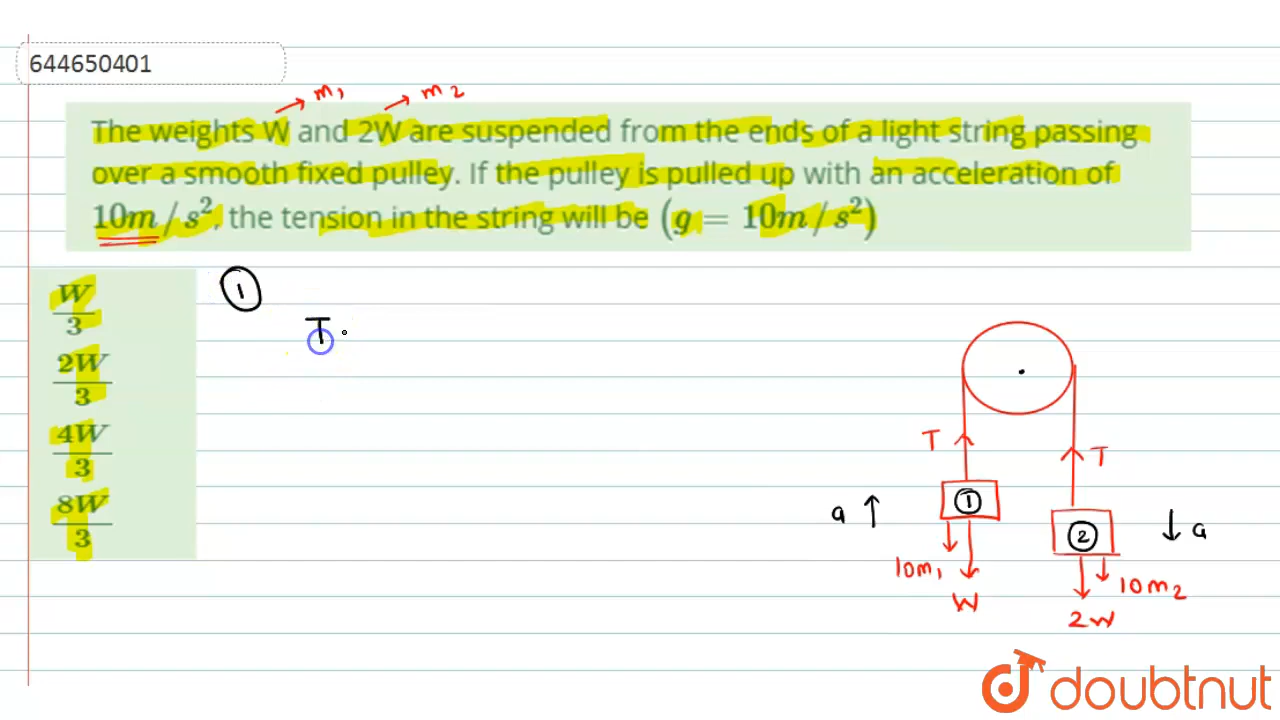 644650401
m₁ m₂
The weights W and 2W are suspended from the ends of a light string passing
over a smooth fixed pulley. If the pulley is pulled up with an acceleration of
10m/s², the tension in the string will be (g = 10m/s²)
W/3
2W/3
4W/3
8W/3
①
T
T T
① ②
a a
10m₁ 10m₂
W 2W
doubtnut